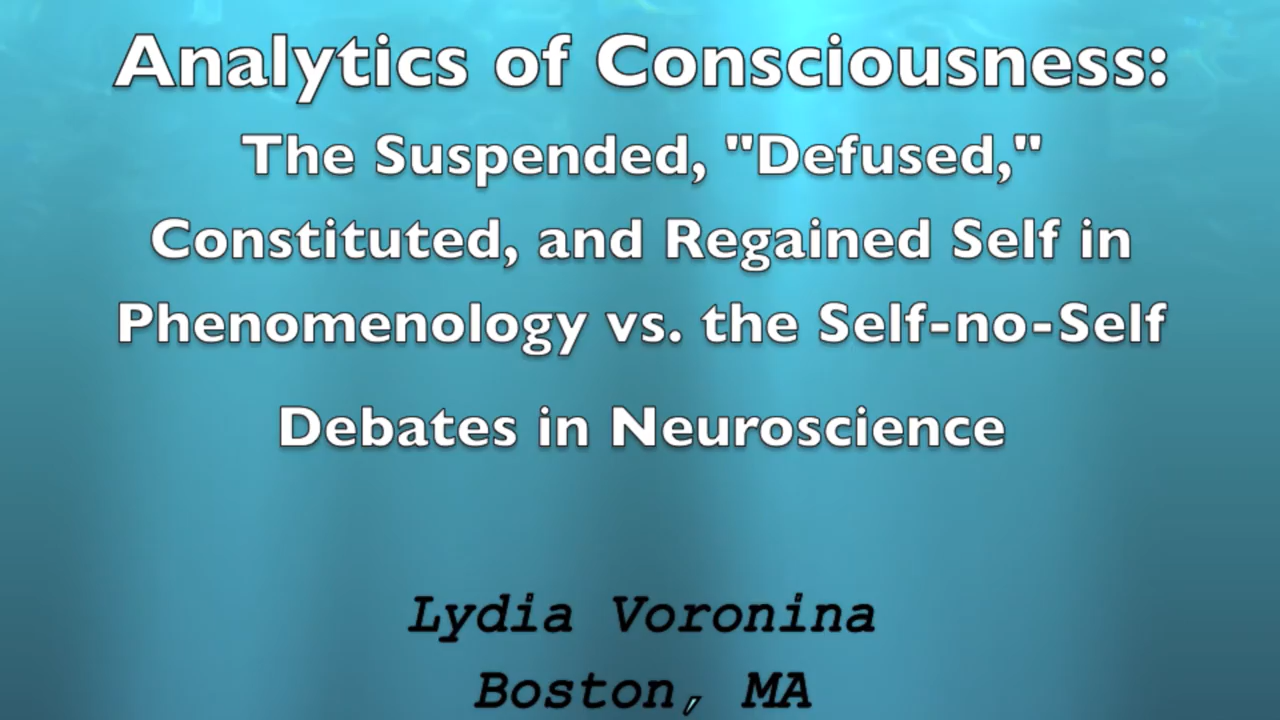 Analytics of Consciousness:
The Suspended, "Defused,"
Constituted, and Regained Self in
Phenomenology vs. the Self-no-Self
Debates in Neuroscience
Lydia Voronina
Boston, MA